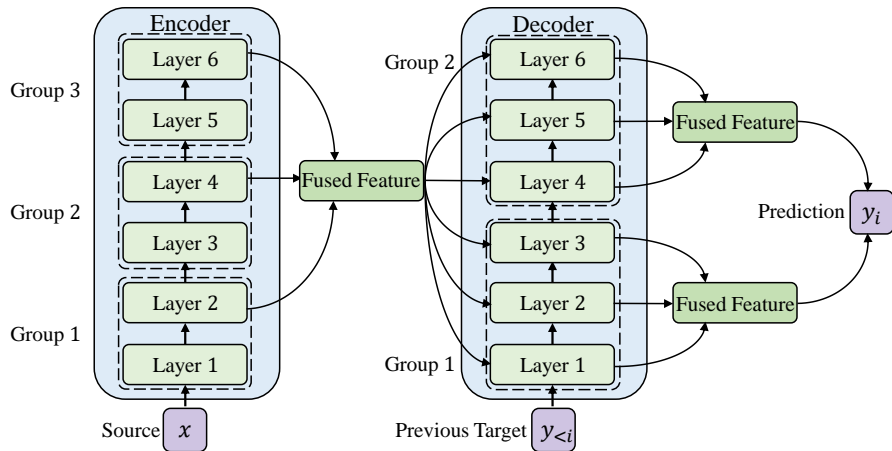 Encoder
Group 3
Layer 6
Layer 5
Group 2
Layer 4
Layer 3
Group 1
Layer 2
Layer 1
Source x
Fused Feature
Decoder
Group 2
Layer 6
Layer 5
Layer 4
Layer 3
Layer 2
Group 1
Layer 1
Previous Target y<i
Fused Feature
Fused Feature
Prediction yi